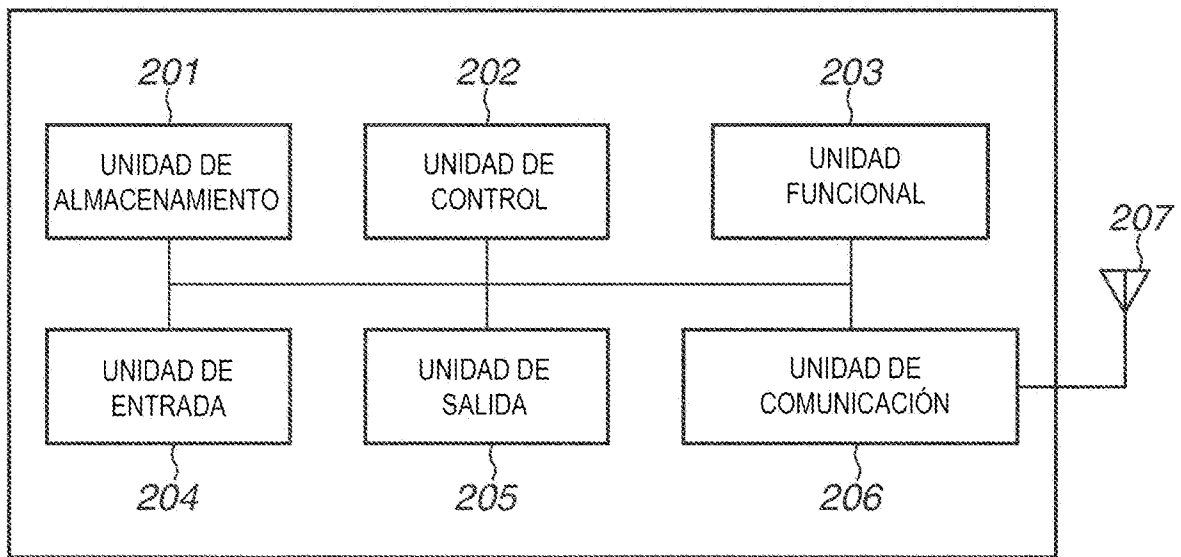 201
202
203
UNIDAD DE
ALMACENAMIENTO
UNIDAD DE
CONTROL
UNIDAD
FUNCIONAL
207
UNIDAD DE
ENTRADA
UNIDAD DE
SALIDA
UNIDAD DE
COMUNICACIÓN
204
205
206